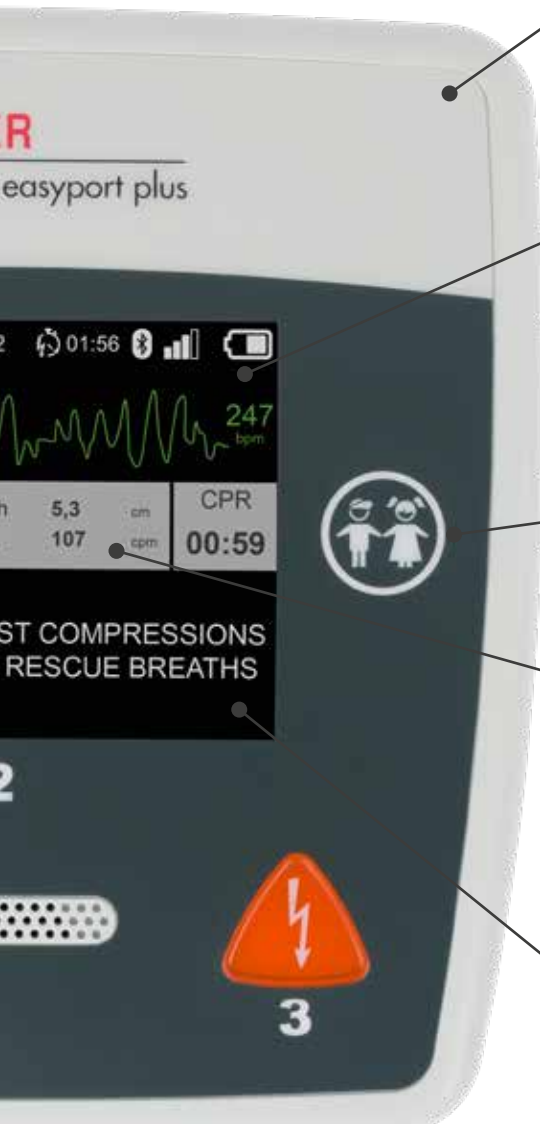 ER
easyport plus
2 01:56
247
bpm
h 5,3 cm CPR
107 cpm 00:59
ST COMPRESSIONS
RESCUE BREATHS
2
3